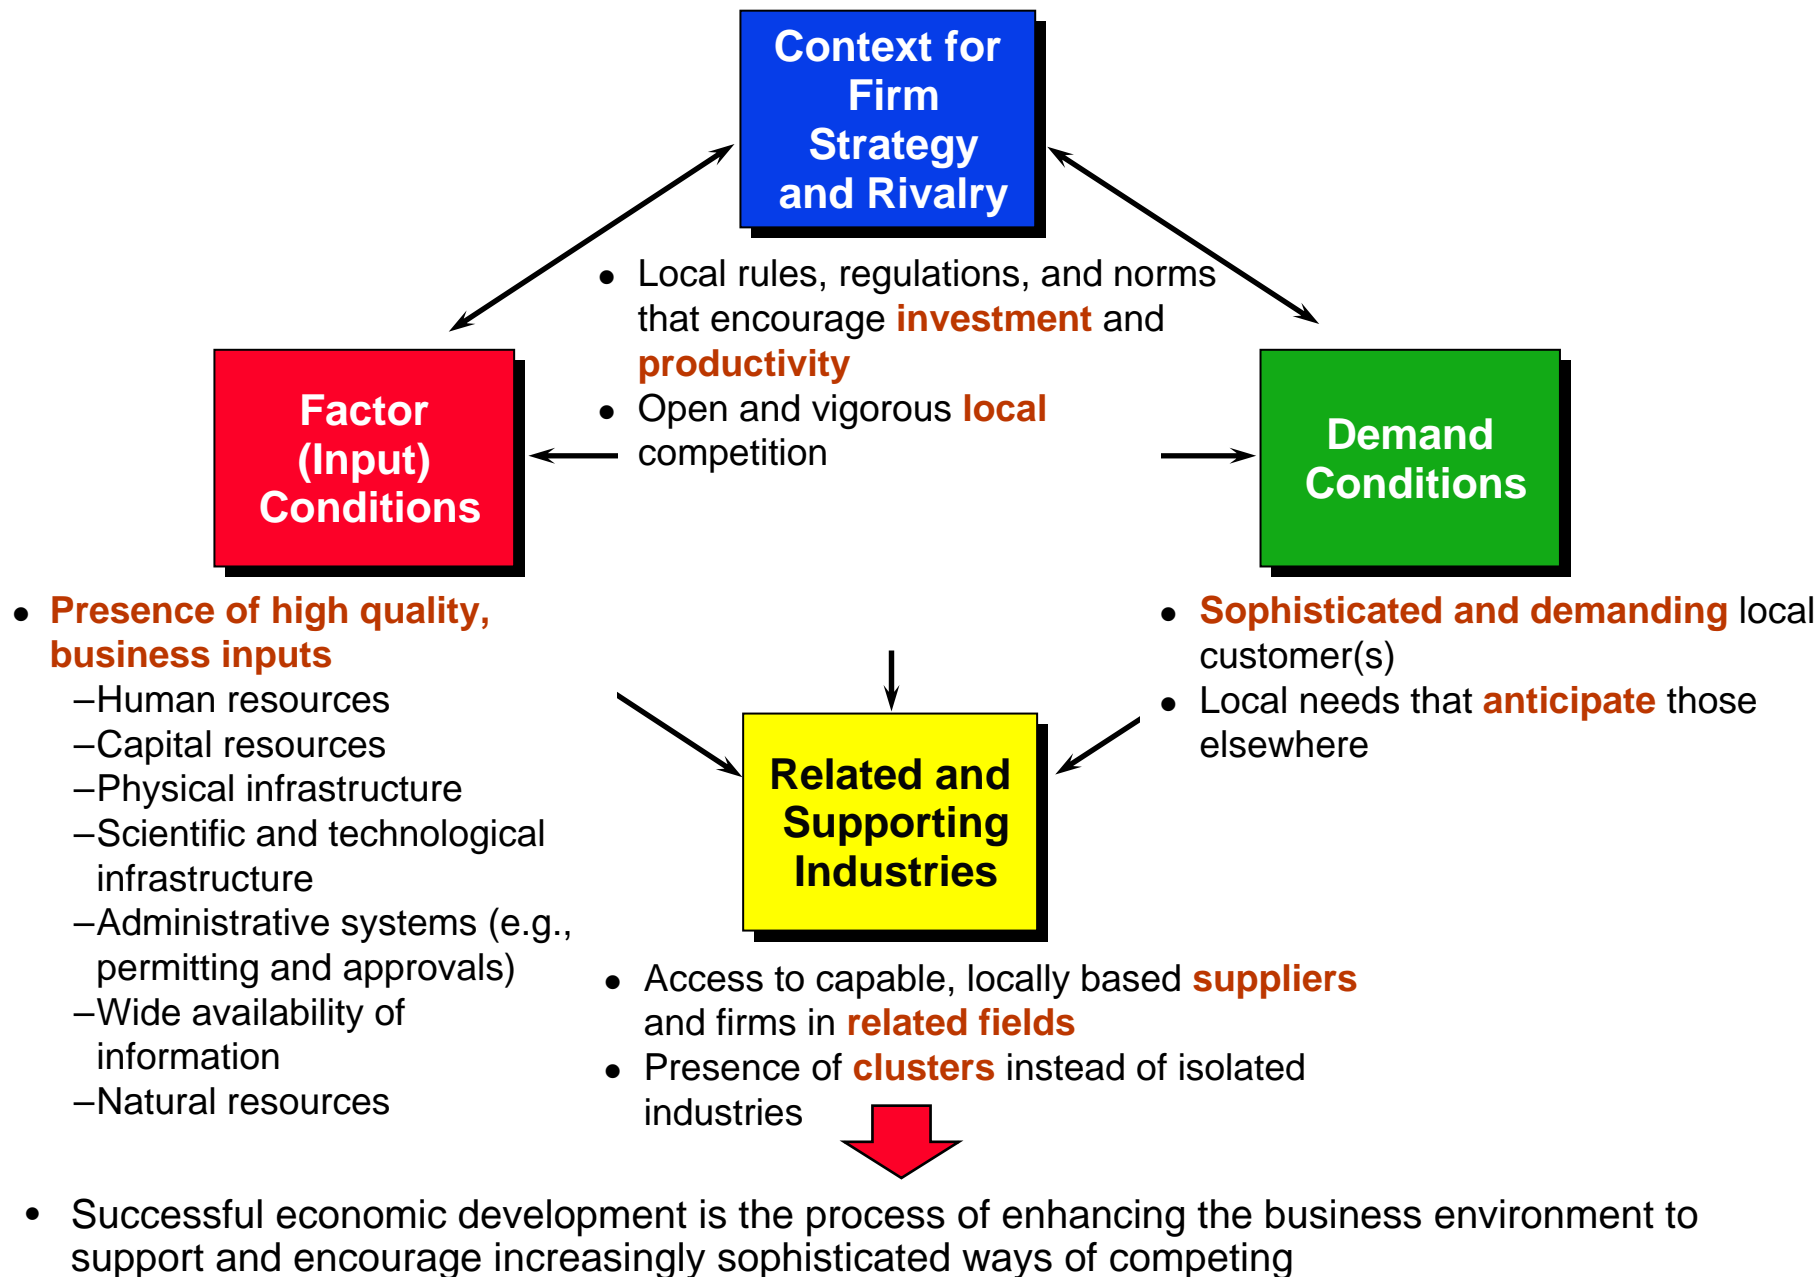 Context for
Firm
Strategy
and Rivalry
● Local rules, regulations, and norms
that encourage investment and
productivity
● Open and vigorous local
competition
Factor
(Input)
Conditions
Demand
Conditions
● Presence of high quality,
business inputs
–Human resources
–Capital resources
–Physical infrastructure
–Scientific and technological
infrastructure
–Administrative systems (e.g.,
permitting and approvals)
–Wide availability of
information
–Natural resources
● Sophisticated and demanding local
customer(s)
● Local needs that anticipate those
elsewhere
Related and
Supporting
Industries
● Access to capable, locally based suppliers
and firms in related fields
● Presence of clusters instead of isolated
industries
• Successful economic development is the process of enhancing the business environment to
support and encourage increasingly sophisticated ways of competing